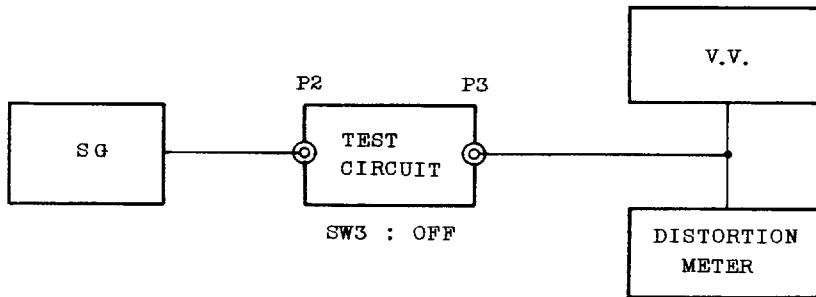 V.V.
P2
P3
SG
TEST
CIRCUIT
SW3 : OFF
DISTORTION
METER